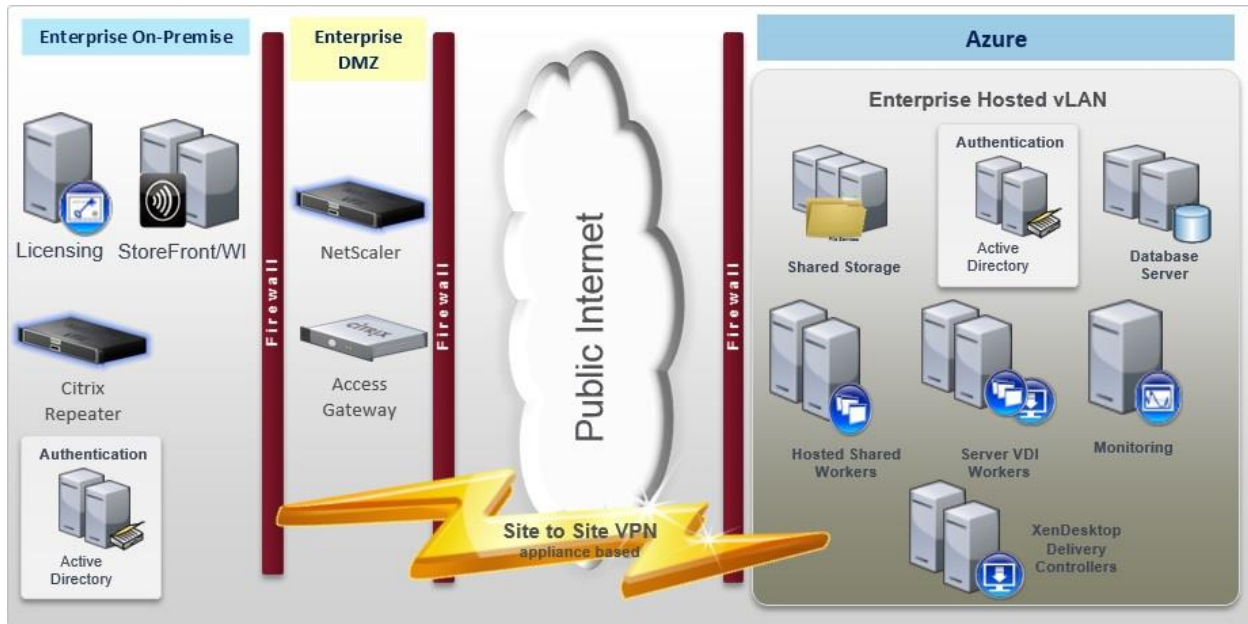 Enterprise On-Premise
Licensing
StoreFront/WI
Citrix
Repeater
Authentication
Active
Directory
Firewall
Enterprise
DMZ
NetScaler
citrix
Access
Gateway
Firewall
Public Internet
Site to Site VPN
appliance based
Firewall
Azure
Enterprise Hosted vLAN
File Services
Shared Storage
Authentication
Active
Directory
Database
Server
Hosted Shared
Workers
Server VDI
Workers
Monitoring
XenDesktop
Delivery
Controllers